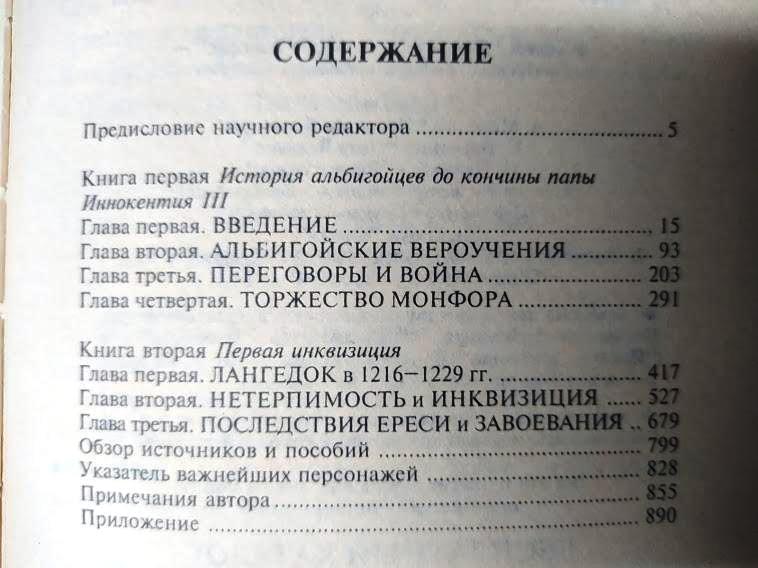 СОДЕРЖАНИЕ
Предисловие научного редактора ................................ 5
Книга первая История альбигойцев до кончины папы
Иннокентия III
Глава первая. ВВЕДЕНИЕ ........................................ 15
Глава вторая. АЛЬБИГОЙСКИЕ ВЕРОУЧЕНИЯ ........... 93
Глава третья. ПЕРЕГОВОРЫ И ВОЙНА .................... 203
Глава четвертая. ТОРЖЕСТВО МОНФОРА ................ 291
Книга вторая Первая инквизиция
Глава первая. ЛАНГЕДОК в 1216—1229 гг. .................. 417
Глава вторая. НЕТЕРПИМОСТЬ и ИНКВИЗИЦИЯ ...... 527
Глава третья. ПОСЛЕДСТВИЯ ЕРЕСИ и ЗАВОЕВАНИЯ .. 679
Обзор источников и пособий .................................. 799
Указатель важнейших персонажей ............................ 828
Примечания автора .............................................. 855
Приложение ...................................................... 890